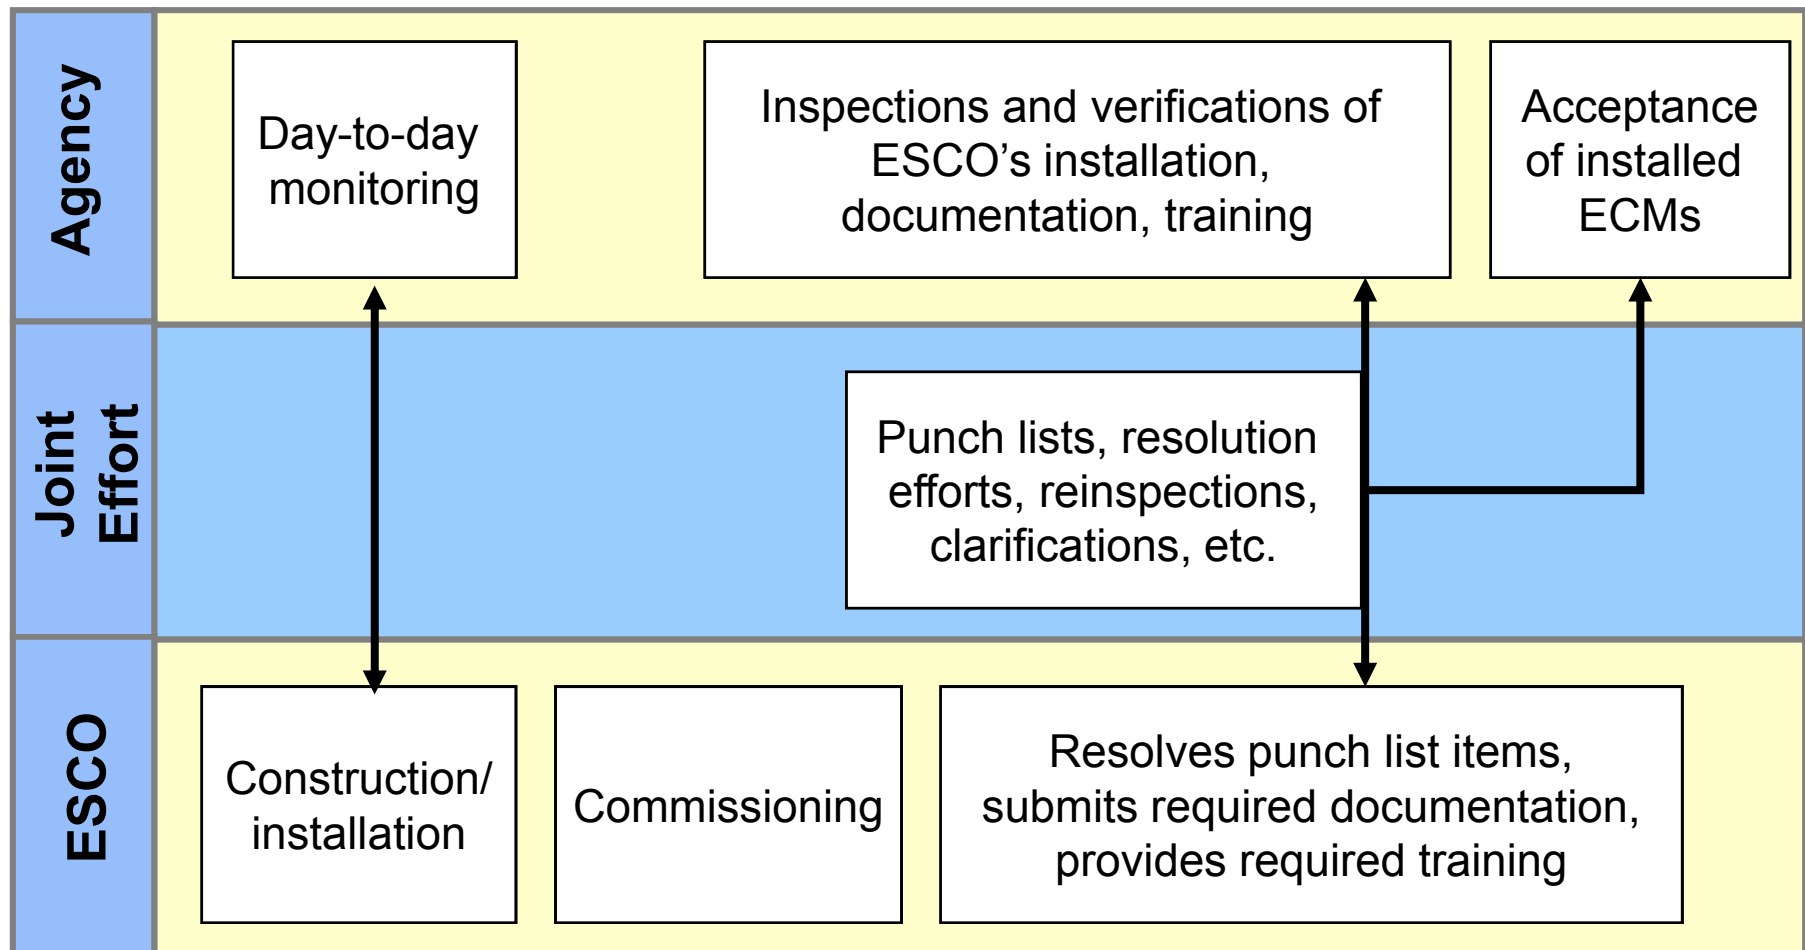 Agency
Day-to-day
monitoring
Inspections and verifications of
ESCO’s installation,
documentation, training
Acceptance
of installed
ECMs
Joint
Effort
Punch lists, resolution
efforts, reinspections,
clarifications, etc.
ESCO
Construction/
installation
Commissioning
Resolves punch list items,
submits required documentation,
provides required training